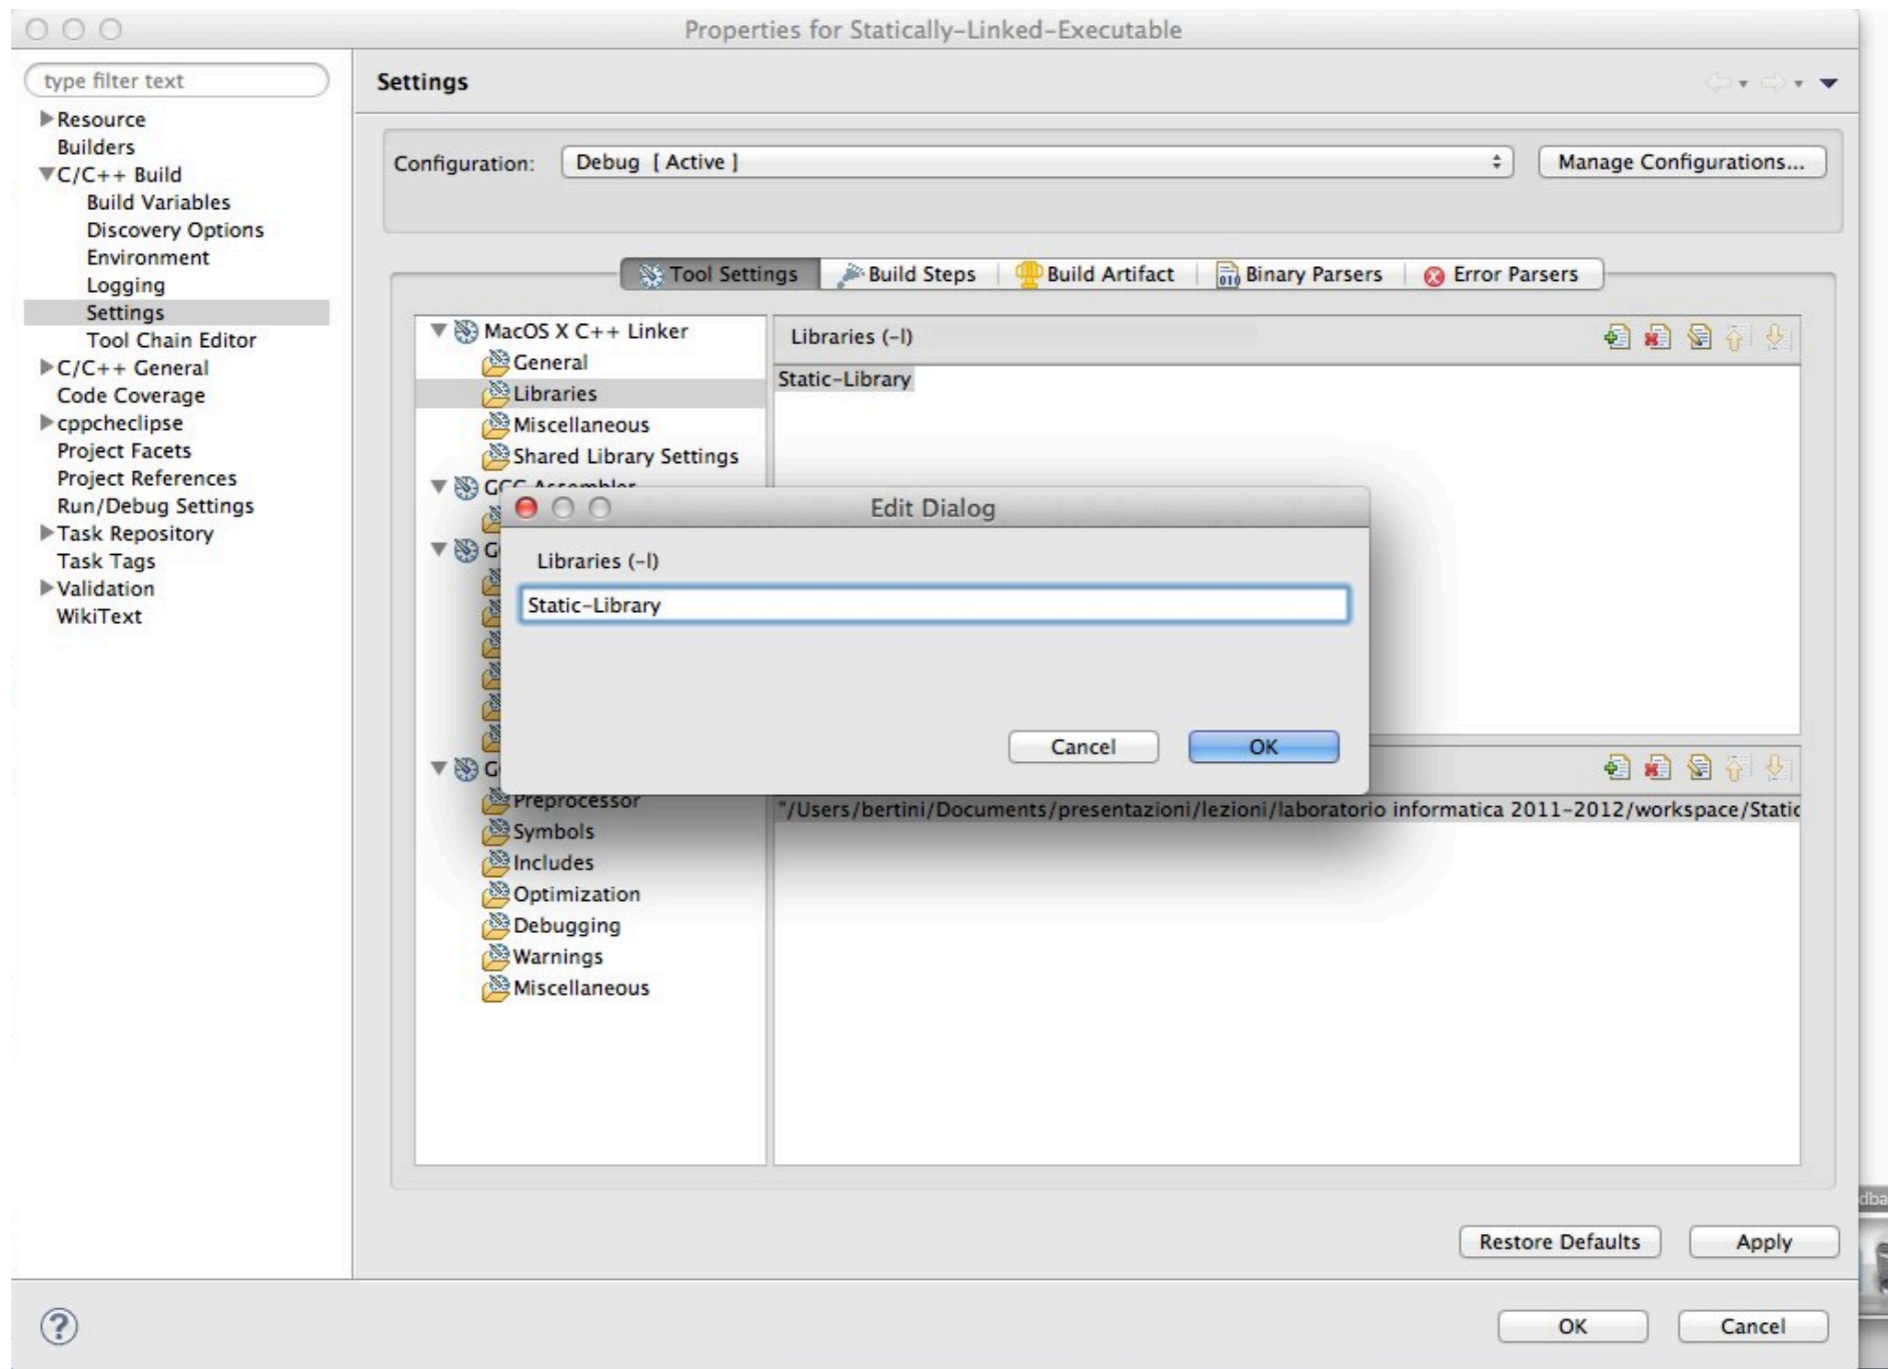 Properties for Statically-Linked-Executable
type filter text
Resource
Builders
C/C++ Build
Build Variables
Discovery Options
Environment
Logging
Settings
Tool Chain Editor
C/C++ General
Code Coverage
cppcheclipse
Project Facets
Project References
Run/Debug Settings
Task Repository
Task Tags
Validation
WikiText
Settings
Configuration: Debug [ Active ] Manage Configurations...
Tool Settings Build Steps Build Artifact Binary Parsers Error Parsers
MacOS X C++ Linker
General
Libraries
Miscellaneous
Shared Library Settings
GCC Assembler
Libraries (-l)
Static-Library
Edit Dialog
Libraries (-l)
Static-Library
Cancel OK
Preprocessor
Symbols
Includes
Optimization
Debugging
Warnings
Miscellaneous
"/Users/bertini/Documents/presentazioni/lezioni/laboratorio informatica 2011-2012/workspace/Static
Restore Defaults Apply
? OK Cancel